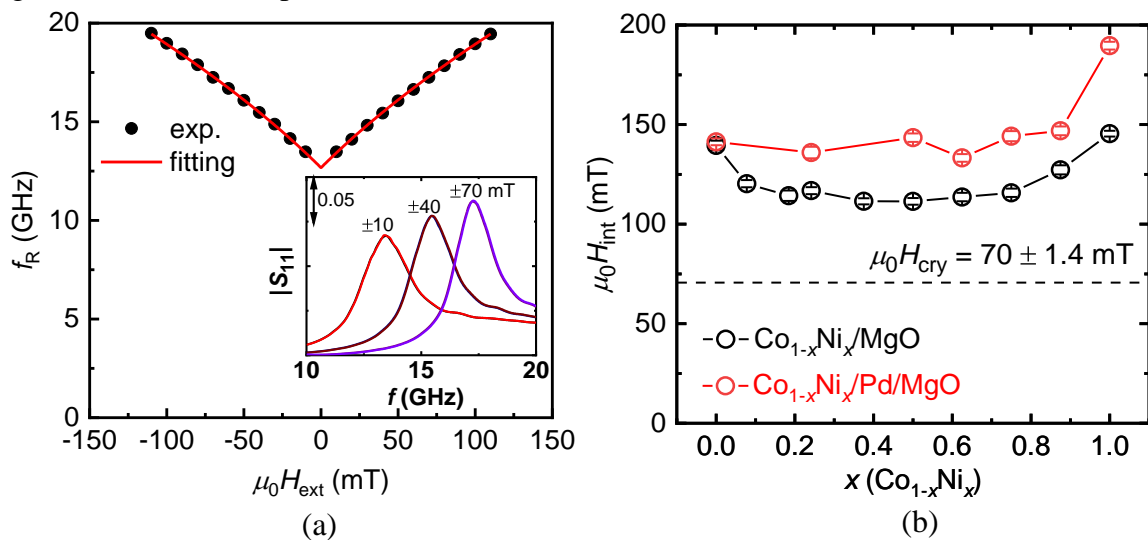 (a)
20
15
10
5
0
f_R (GHz)
-150 -100 -50 0 50 100 150
μ0H_ext (mT)
exp.
fitting
0.05
±10
±40
±70 mT
|S11|
10 15 20
f (GHz)
(a)
200
150
100
50
0
μ0H_int (mT)
μ0H_cry = 70 ± 1.4 mT
Co1-xNix/MgO
Co1-xNix/Pd/MgO
0.0 0.2 0.4 0.6 0.8 1.0
x (Co1-xNix)
(b)